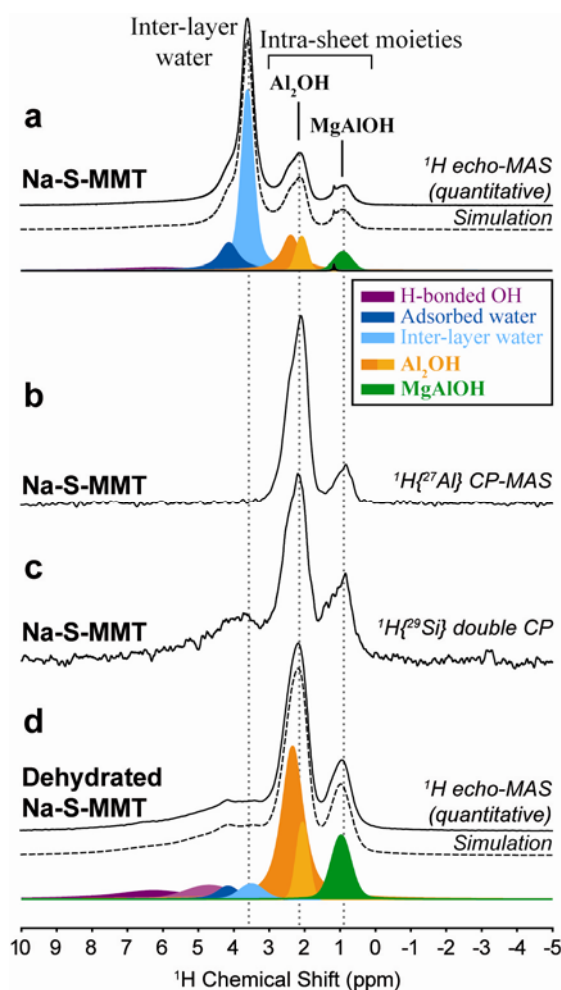 Inter-layer
water
Intra-sheet moieties
Al₂OH
MgAlOH
a
Na-S-MMT
¹H echo-MAS
(quantitative)
Simulation
H-bonded OH
Adsorbed water
Inter-layer water
Al₂OH
MgAlOH
b
Na-S-MMT
¹H{²⁷Al} CP-MAS
c
Na-S-MMT
¹H{²⁹Si} double CP
d
Dehydrated
Na-S-MMT
¹H echo-MAS
(quantitative)
Simulation
10 9 8 7 6 5 4 3 2 1 0 -1 -2 -3 -4 -5
¹H Chemical Shift (ppm)